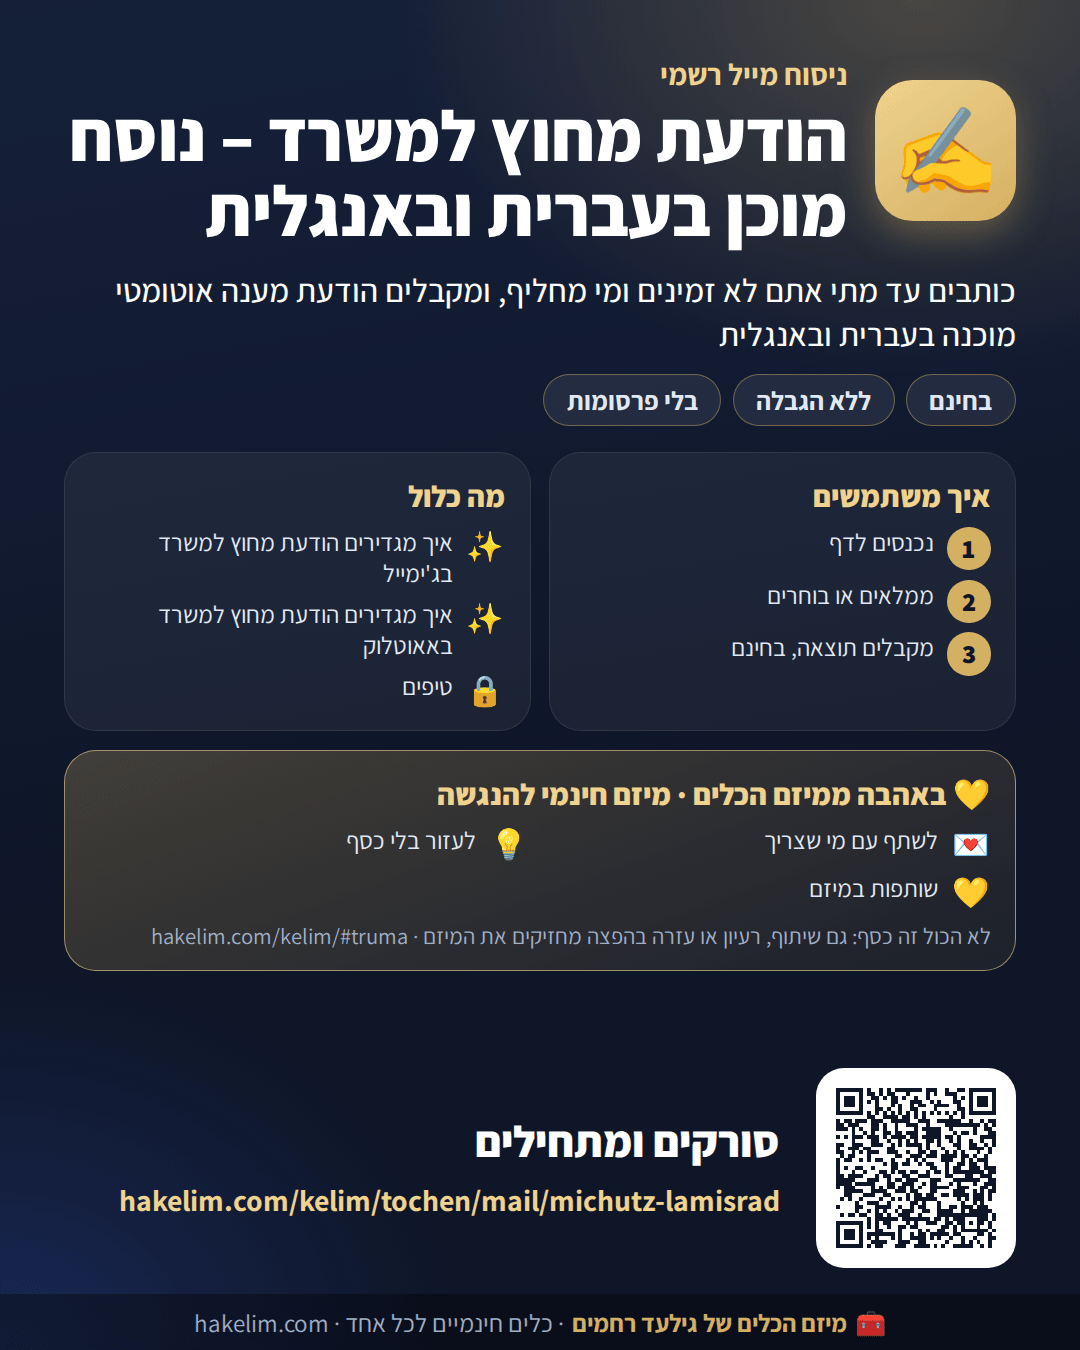 ניסוח מייל רשמי
הודעת מחוץ למשרד – נוסח
מוכן בעברית ובאנגלית
כותבים עד מתי אתם לא זמינים ומי מחליף, ומקבלים הודעת מענה אוטומטי
מוכנה בעברית ובאנגלית
בחינם
ללא הגבלה
בלי פרסומות
איך משתמשים
1 נכנסים לדף
2 ממלאים או בוחרים
3 מקבלים תוצאה, בחינם
מה כלול
איך מגדירים הודעת מחוץ למשרד
בג'ימייל
איך מגדירים הודעת מחוץ למשרד
באאוטלוק
טיפים
באהבה ממיזם הכלים · מיזם חינמי להנגשה
לשתף עם מי שצריך
לעזור בלי כסף
שותפות במיזם
לא הכול זה כסף: גם שיתוף, רעיון או עזרה בהפצה מחזיקים את המיזם · hakelim.com/kelim/#truma
סורקים ומתחילים
hakelim.com/kelim/tochen/mail/michutz-lamisrad
מיזם הכלים של גילעד רחמים · כלים חינמיים לכל אחד · hakelim.com